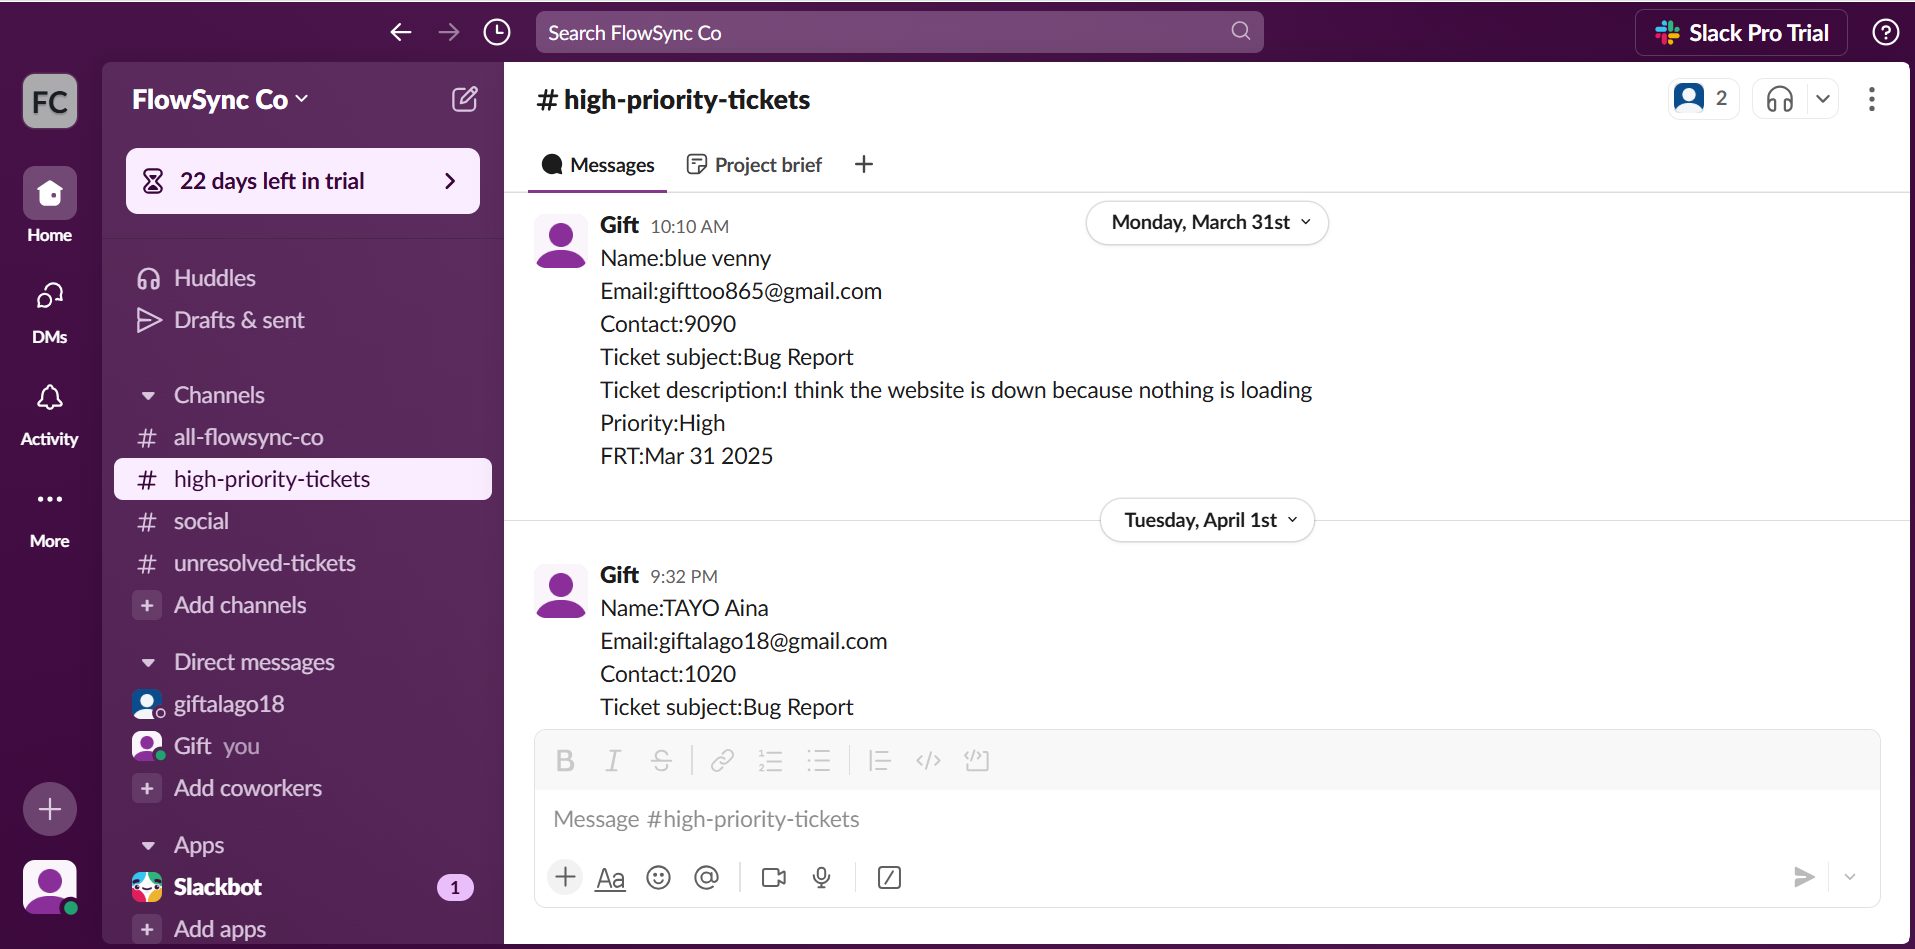 Search FlowSync Co
Slack Pro Trial
FC
Home
DMs
Activity
More
FlowSync Co
22 days left in trial
Huddles
Drafts & sent
Channels
# all-flowsync-co
# high-priority-tickets
# social
# unresolved-tickets
+ Add channels
Direct messages
giftalago18
Gift you
+ Add coworkers
Apps
Slackbot 1
+ Add apps
# high-priority-tickets
2
Messages
Project brief
Monday, March 31st
Gift 10:10 AM
Name:blue venny
Email:gifttoo865@gmail.com
Contact:9090
Ticket subject:Bug Report
Ticket description:I think the website is down because nothing is loading
Priority:High
FRT:Mar 31 2025
Tuesday, April 1st
Gift 9:32 PM
Name:TAYO Aina
Email:giftalago18@gmail.com
Contact:1020
Ticket subject:Bug Report
Message #high-priority-tickets
Aa